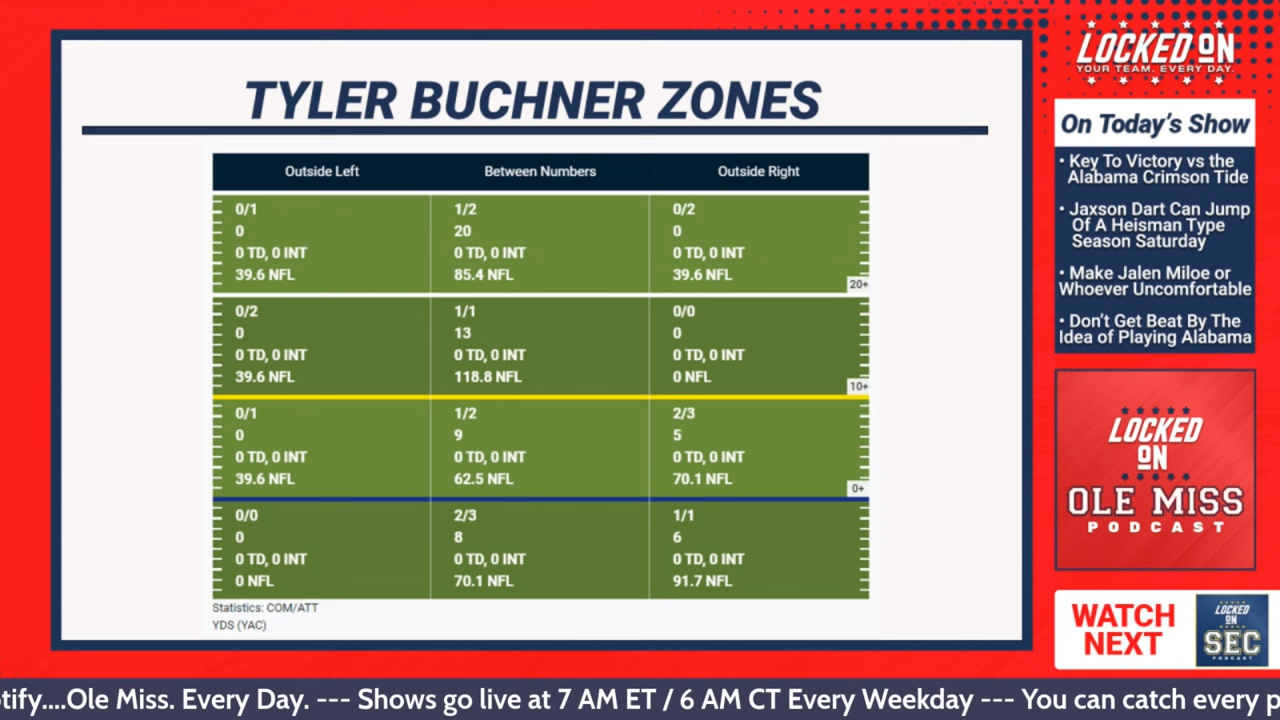 TYLER BUCHNER ZONES
Outside Left Between Numbers Outside Right
0/1 1/2 0/2
0 20 0
0 TD, 0 INT 0 TD, 0 INT 0 TD, 0 INT
39.6 NFL 85.4 NFL 39.6 NFL
20+
0/2 1/1 0/0
0 13 0
0 TD, 0 INT 0 TD, 0 INT 0 TD, 0 INT
39.6 NFL 118.8 NFL 0 NFL
10+
0/1 1/2 2/3
0 9 5
0 TD, 0 INT 0 TD, 0 INT 0 TD, 0 INT
39.6 NFL 62.5 NFL 70.1 NFL
0+
0/0 2/3 1/1
0 8 6
0 TD, 0 INT 0 TD, 0 INT 0 TD, 0 INT
0 NFL 70.1 NFL 91.7 NFL
Statistics: COM/ATT
YDS (YAC)
LOCKED ON
YOUR TEAM. EVERY DAY.
On Today's Show
• Key To Victory vs the
Alabama Crimson Tide
• Jaxson Dart Can Jump
Of A Heisman Type
Season Saturday
• Make Jalen Miloe or
Whoever Uncomfortable
• Don't Get Beat By The
Idea of Playing Alabama
LOCKED
ON
OLE MISS
PODCAST
WATCH
NEXT
LOCKED
ON
SEC
PODCAST
otify....Ole Miss. Every Day. --- Shows go live at 7 AM ET / 6 AM CT Every Weekday --- You can catch every p